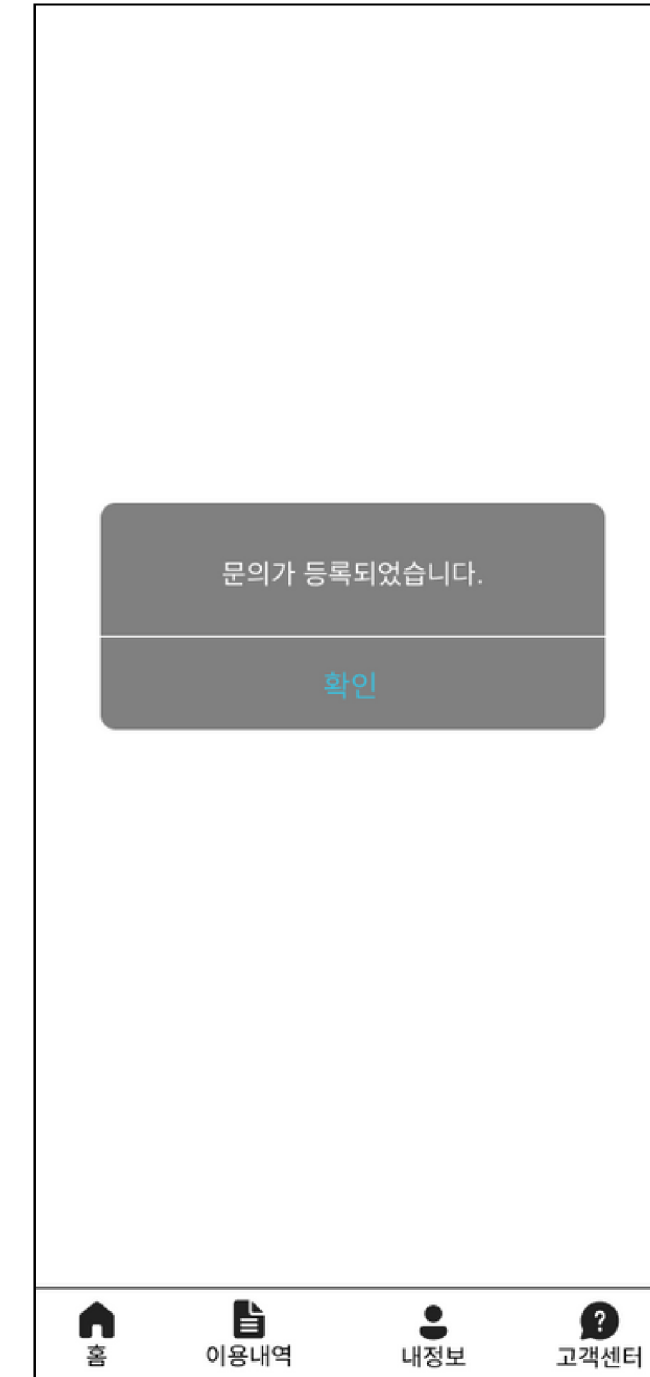 문의가 등록되었습니다.
확인
홈
이용내역
내정보
고객센터